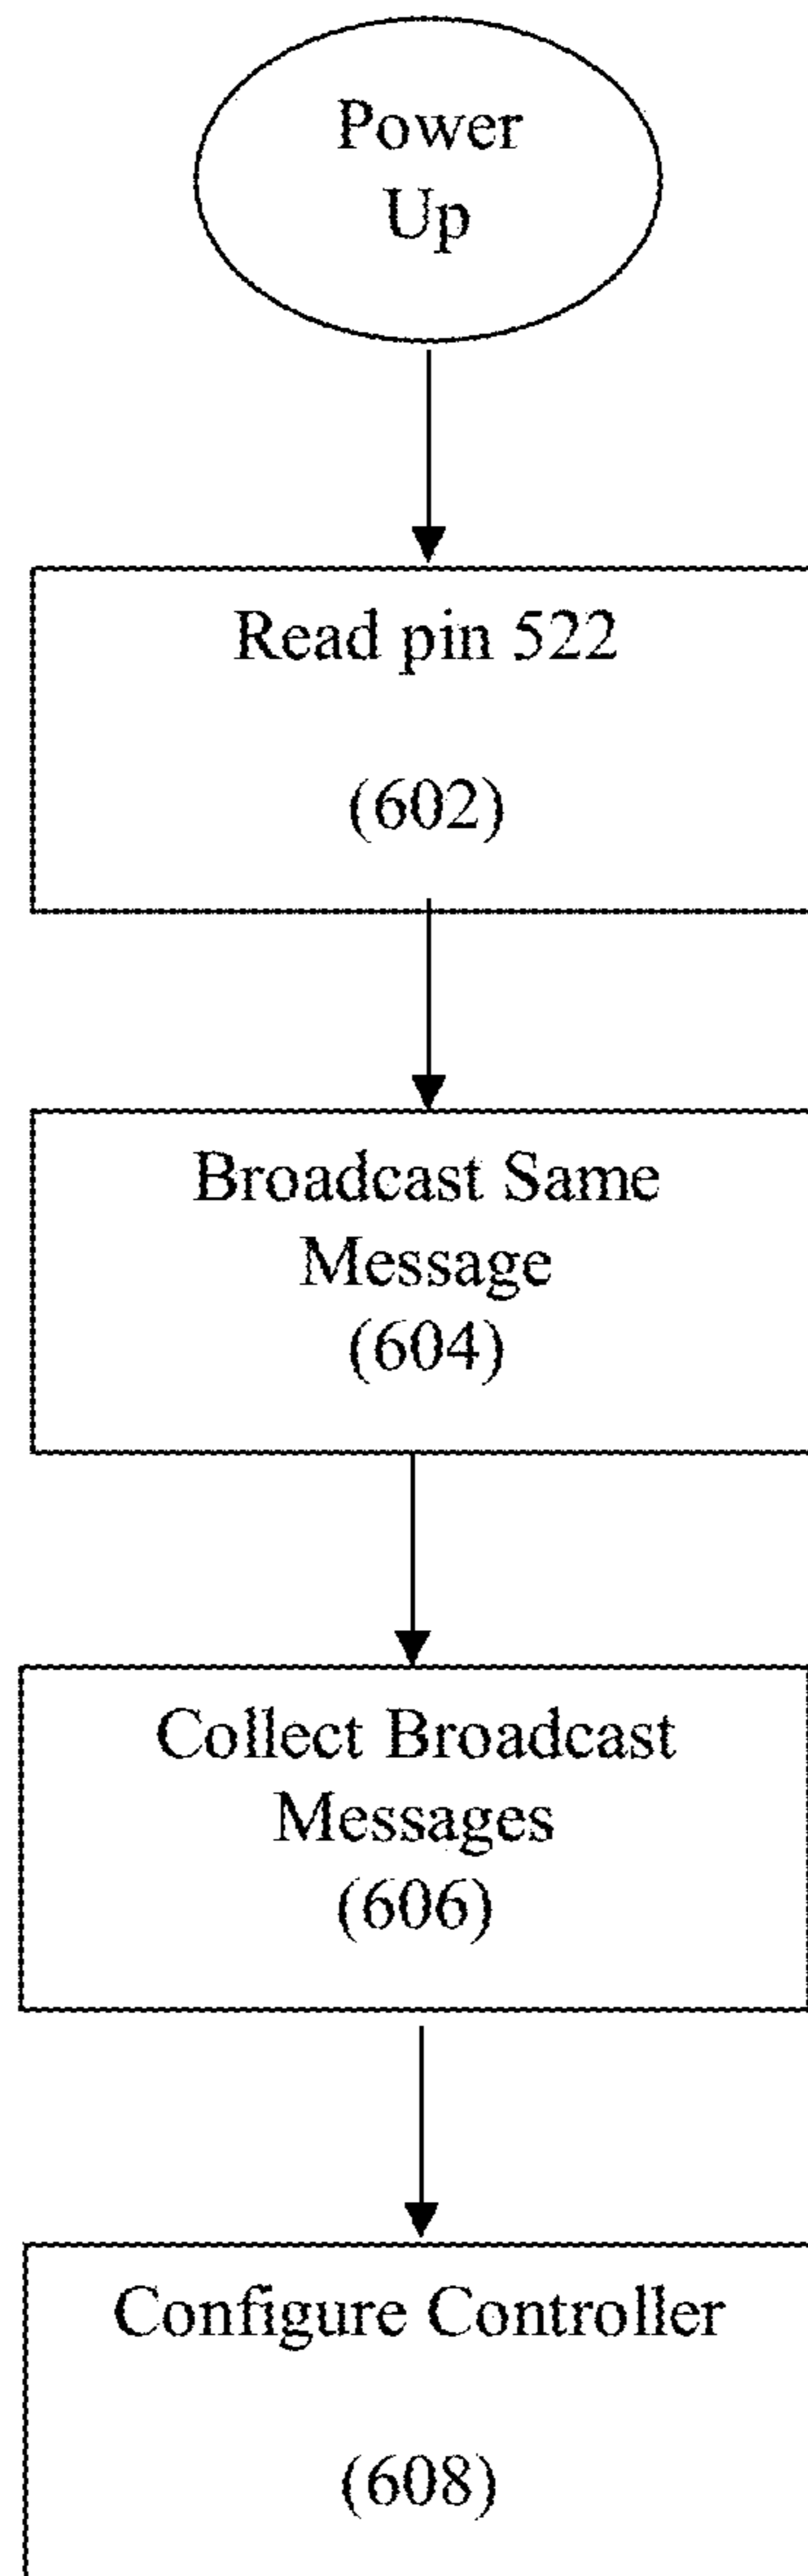 Power
Up
Read pin 522
(602)
Broadcast Same
Message
(604)
Collect Broadcast
Messages
(606)
Configure Controller
(608)